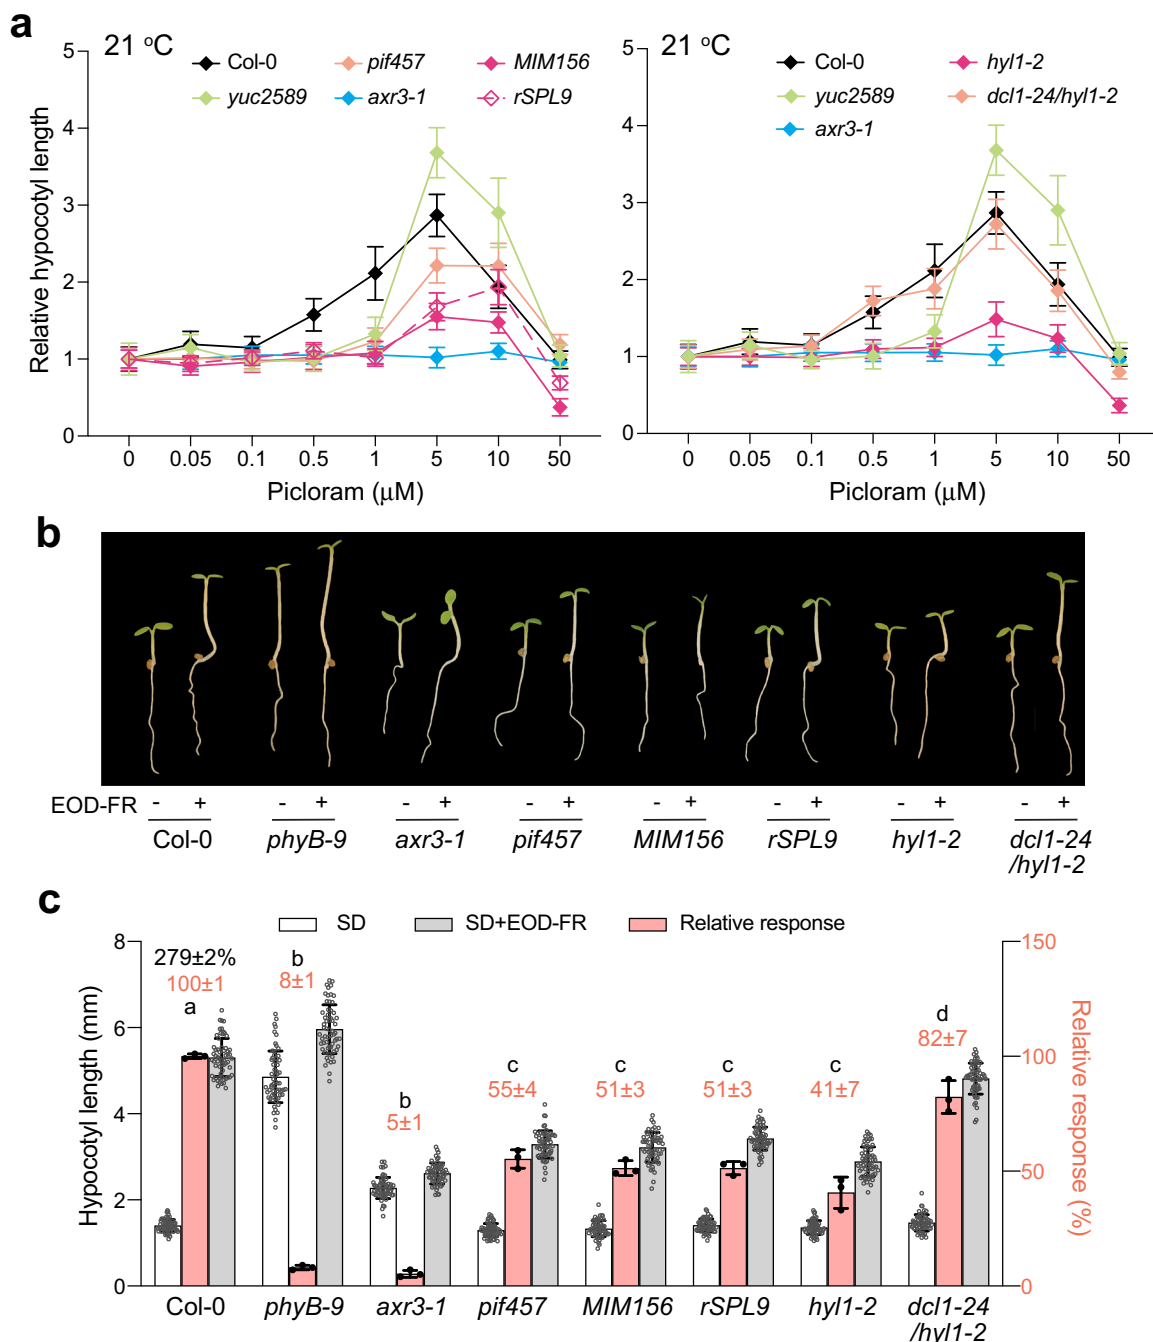 a
21 °C
Col-0
pif457
MIM156
yuc2589
axr3-1
rSPL9
Relative hypocotyl length
5
4
3
2
1
0
0 0.05 0.1 0.5 1 5 10 50
Picloram (μM)
21 °C
Col-0
hyl1-2
yuc2589
dcl1-24/hyl1-2
axr3-1
5
4
3
2
1
0
0 0.05 0.1 0.5 1 5 10 50
Picloram (μM)
b
EOD-FR - + - + - + - + - + - + - + - +
Col-0 phyB-9 axr3-1 pif457 MIM156 rSPL9 hyl1-2 dcl1-24
/hyl1-2
c
SD SD+EOD-FR Relative response
Hypocotyl length (mm)
8
6
4
2
0
279±2%
100±1
a
b
8±1
b
5±1
c
55±4
c
51±3
c
51±3
c
41±7
d
82±7
150
100
50
0
Relative response (%)
Col-0 phyB-9 axr3-1 pif457 MIM156 rSPL9 hyl1-2 dcl1-24
/hyl1-2